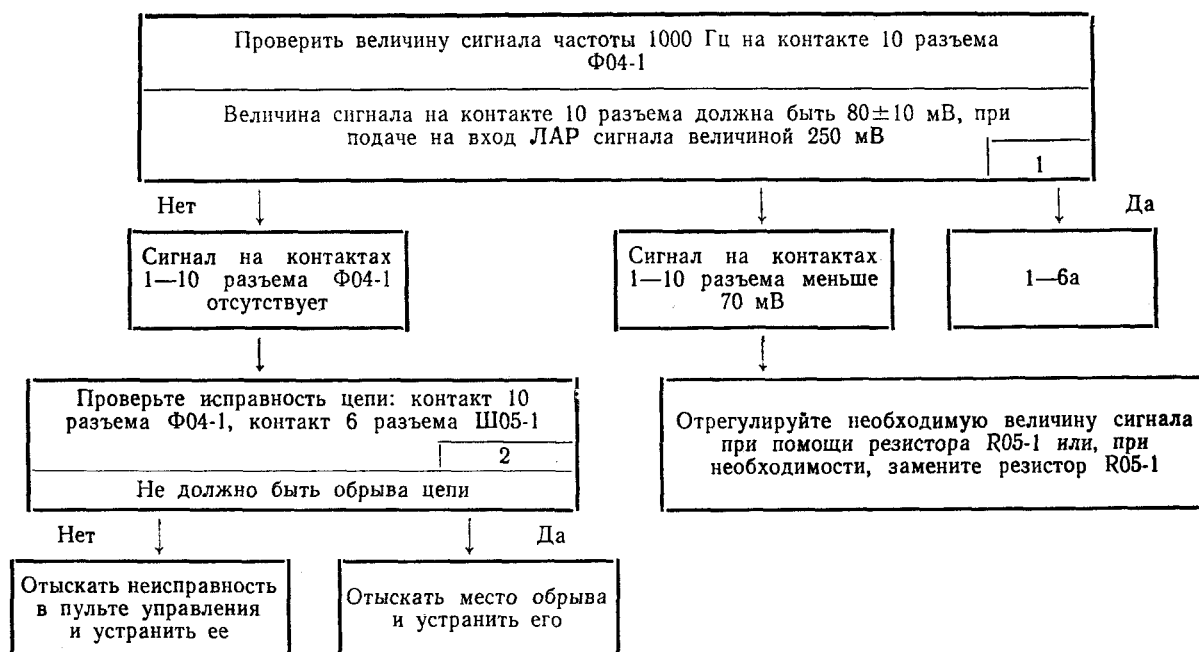 Проверить величину сигнала частоты 1000 Гц на контакте 10 разъема
Ф04-1
Величина сигнала на контакте 10 разъема должна быть 80±10 мВ, при
подаче на вход ЛАР сигнала величиной 250 мВ
1
Нет
Да
Сигнал на контактах
1—10 разъема Ф04-1
отсутствует
Сигнал на контактах
1—10 разъема меньше
70 мВ
1—6а
Проверьте исправность цепи: контакт 10
разъема Ф04-1, контакт 6 разъема Ш05-1
2
Не должно быть обрыва цепи
Отрегулируйте необходимую величину сигнала
при помощи резистора R05-1 или, при
необходимости, замените резистор R05-1
Нет
Да
Отыскать неисправность
в пульте управления
и устранить ее
Отыскать место обрыва
и устранить его